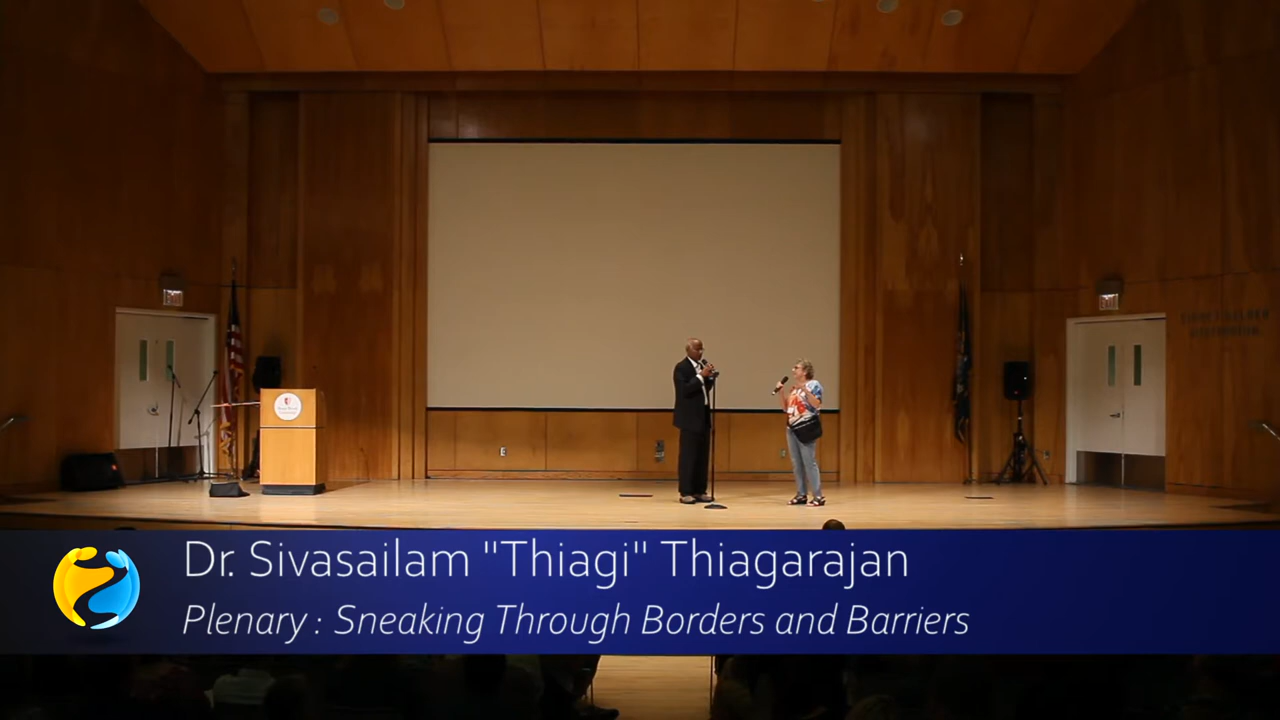 Dr. Sivasailam "Thiagi" Thiagarajan
Plenary : Sneaking Through Borders and Barriers